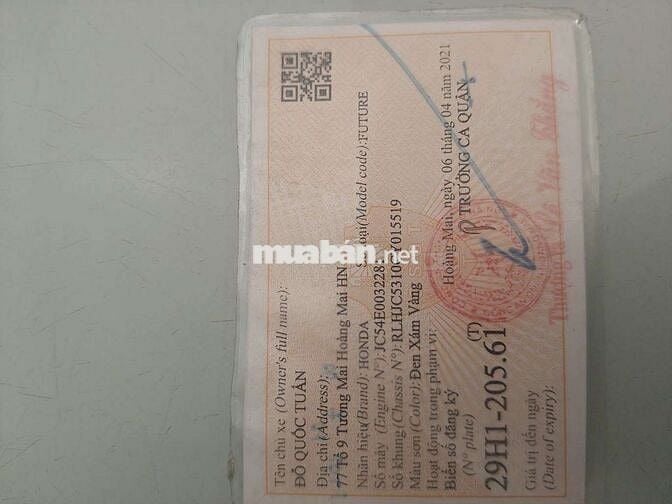 Tên chủ xe (Owner's full name):
ĐỖ QUỐC TUẤN
Địa chỉ (Address):
77 Tổ 9 Tương Mai Hoàng Mai HN
Nhãn hiệu(Brand): HONDA Số loại(Model code):FUTURE
Số máy (Engine Nº):JC54E003228
Số khung (Chassis Nº): RLHJC5310 Y015519
Màu sơn (Color): Đen Xám Vàng
Hoạt động trong phạm vi: Hoàng Mai, ngày 06 tháng 04 năm 2021
Biển số đăng ký (T) TRƯỞNG CA QUẬN
(Nº plate)
29H1-205.61
Giá trị đến ngày
(Date of expiry):
muaban.net